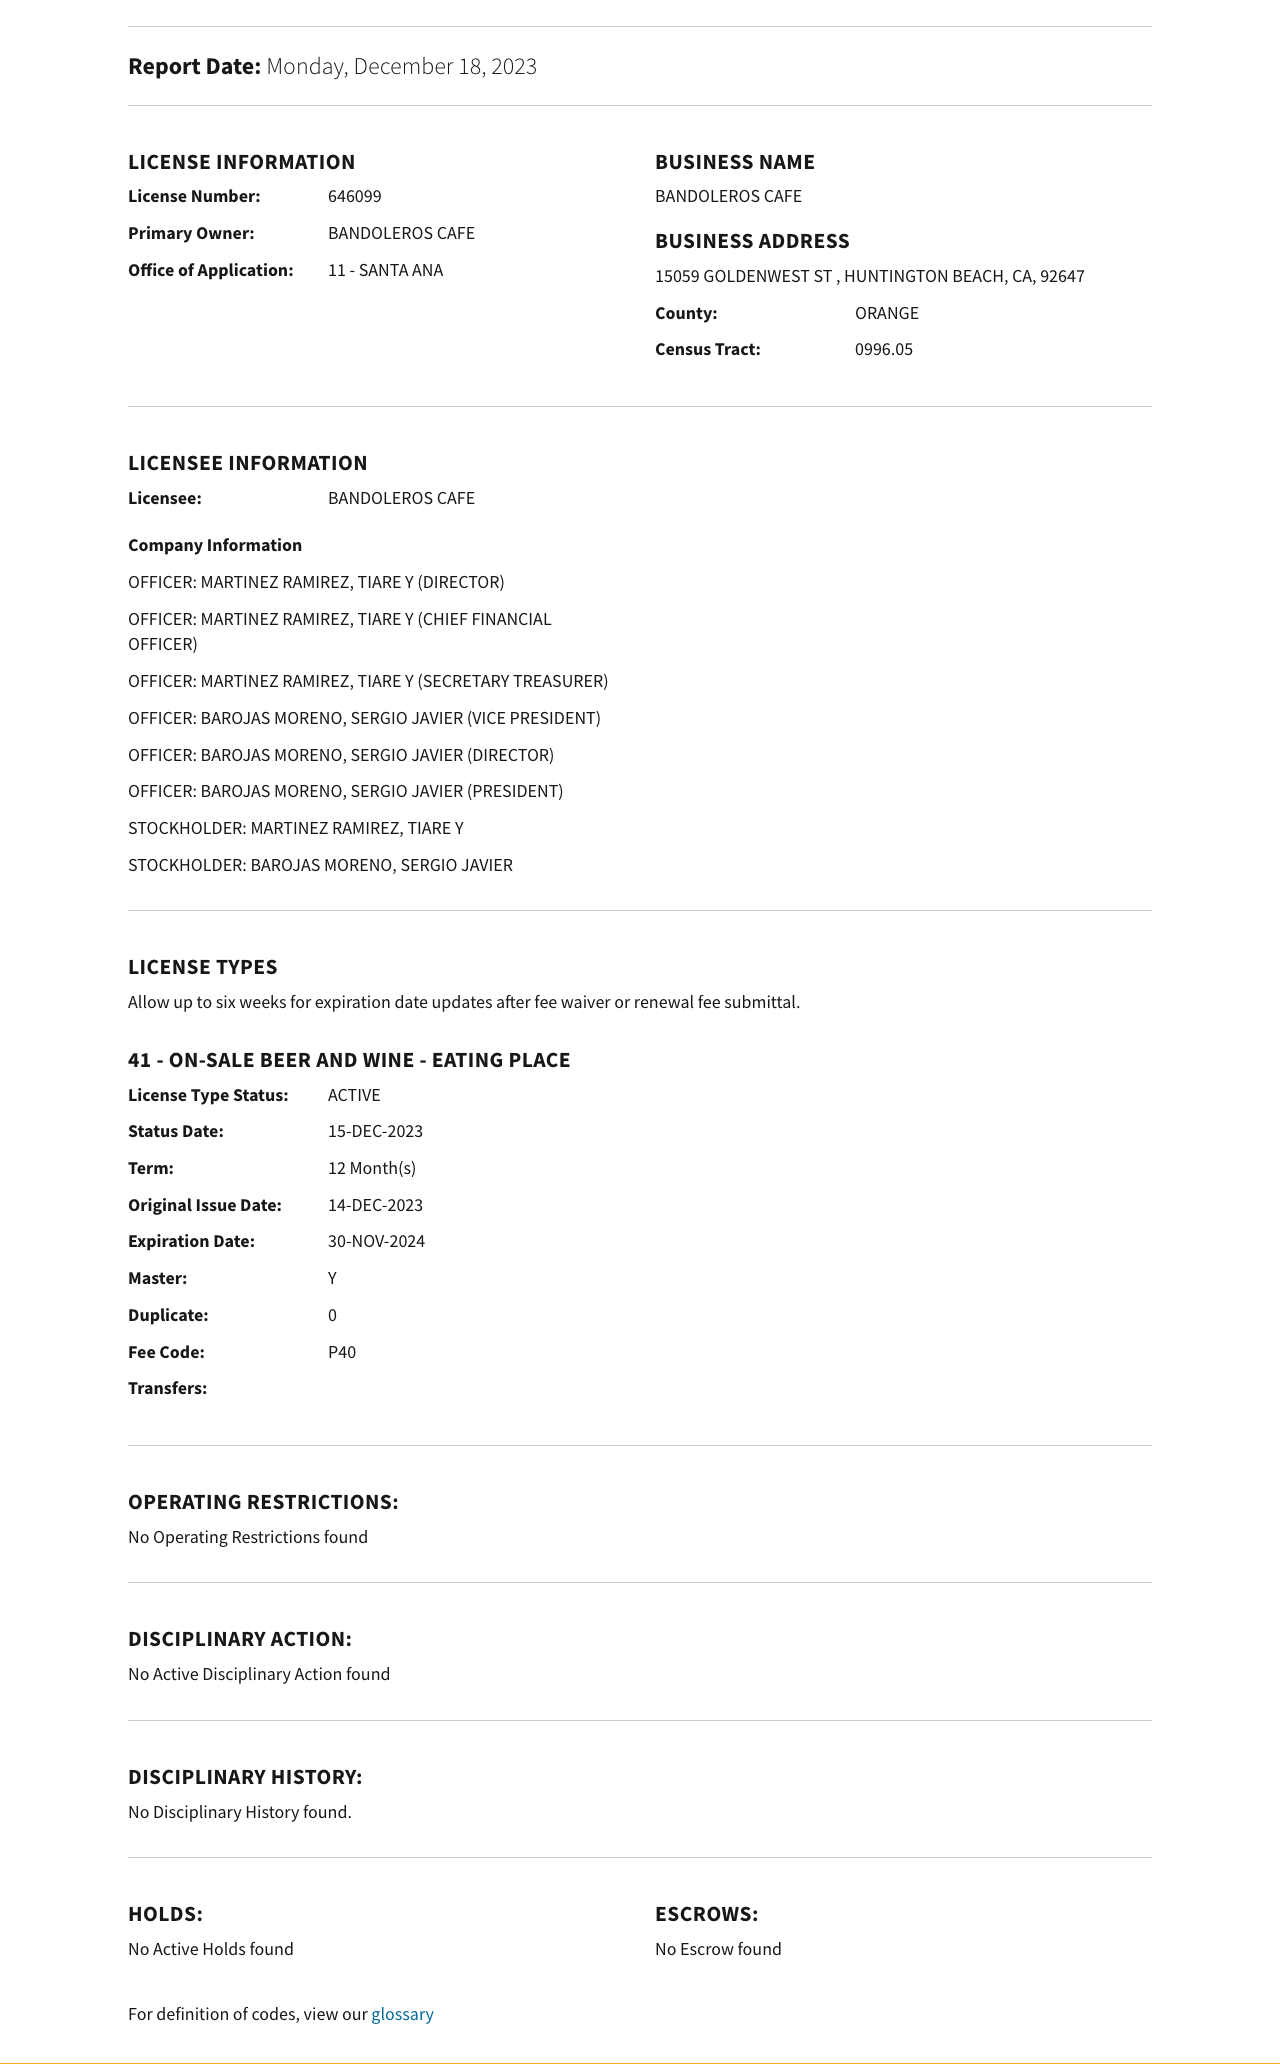 Report Date: Monday, December 18, 2023
LICENSE INFORMATION
License Number: 646099
Primary Owner: BANDOLEROS CAFE
Office of Application: 11 - SANTA ANA
BUSINESS NAME
BANDOLEROS CAFE
BUSINESS ADDRESS
15059 GOLDENWEST ST , HUNTINGTON BEACH, CA, 92647
County: ORANGE
Census Tract: 0996.05
LICENSEE INFORMATION
Licensee: BANDOLEROS CAFE
Company Information
OFFICER: MARTINEZ RAMIREZ, TIARE Y (DIRECTOR)
OFFICER: MARTINEZ RAMIREZ, TIARE Y (CHIEF FINANCIAL
OFFICER)
OFFICER: MARTINEZ RAMIREZ, TIARE Y (SECRETARY TREASURER)
OFFICER: BAROJAS MORENO, SERGIO JAVIER (VICE PRESIDENT)
OFFICER: BAROJAS MORENO, SERGIO JAVIER (DIRECTOR)
OFFICER: BAROJAS MORENO, SERGIO JAVIER (PRESIDENT)
STOCKHOLDER: MARTINEZ RAMIREZ, TIARE Y
STOCKHOLDER: BAROJAS MORENO, SERGIO JAVIER
LICENSE TYPES
Allow up to six weeks for expiration date updates after fee waiver or renewal fee submittal.
41 - ON-SALE BEER AND WINE - EATING PLACE
License Type Status: ACTIVE
Status Date: 15-DEC-2023
Term: 12 Month(s)
Original Issue Date: 14-DEC-2023
Expiration Date: 30-NOV-2024
Master: Y
Duplicate: 0
Fee Code: P40
Transfers:
OPERATING RESTRICTIONS:
No Operating Restrictions found
DISCIPLINARY ACTION:
No Active Disciplinary Action found
DISCIPLINARY HISTORY:
No Disciplinary History found.
HOLDS:
No Active Holds found
ESCROWS:
No Escrow found
For definition of codes, view our glossary